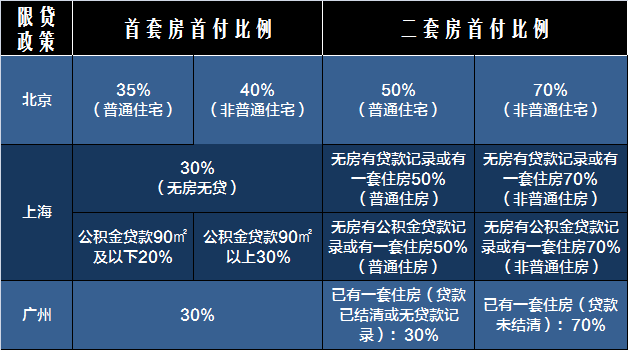 限贷
政策
首套房首付比例
二套房首付比例
北京
35%
（普通住宅）
40%
（非普通住宅）
50%
（普通住宅）
70%
（非普通住宅）
上海
30%
（无房无贷）
无房有贷款记录或有
一套住房50%
（普通住房）
无房有贷款记录或有
一套住房70%
（非普通住房）
公积金贷款90㎡
及以下20%
公积金贷款90㎡
以上30%
无房有公积金贷款记
录或有一套住房50%
（普通住房）
无房有公积金贷款记
录或有一套住房70%
（非普通住房）
广州
30%
已有一套住房（贷款
已结清或无贷款记
录）：30%
已有一套住房（贷款
未结清）：70%